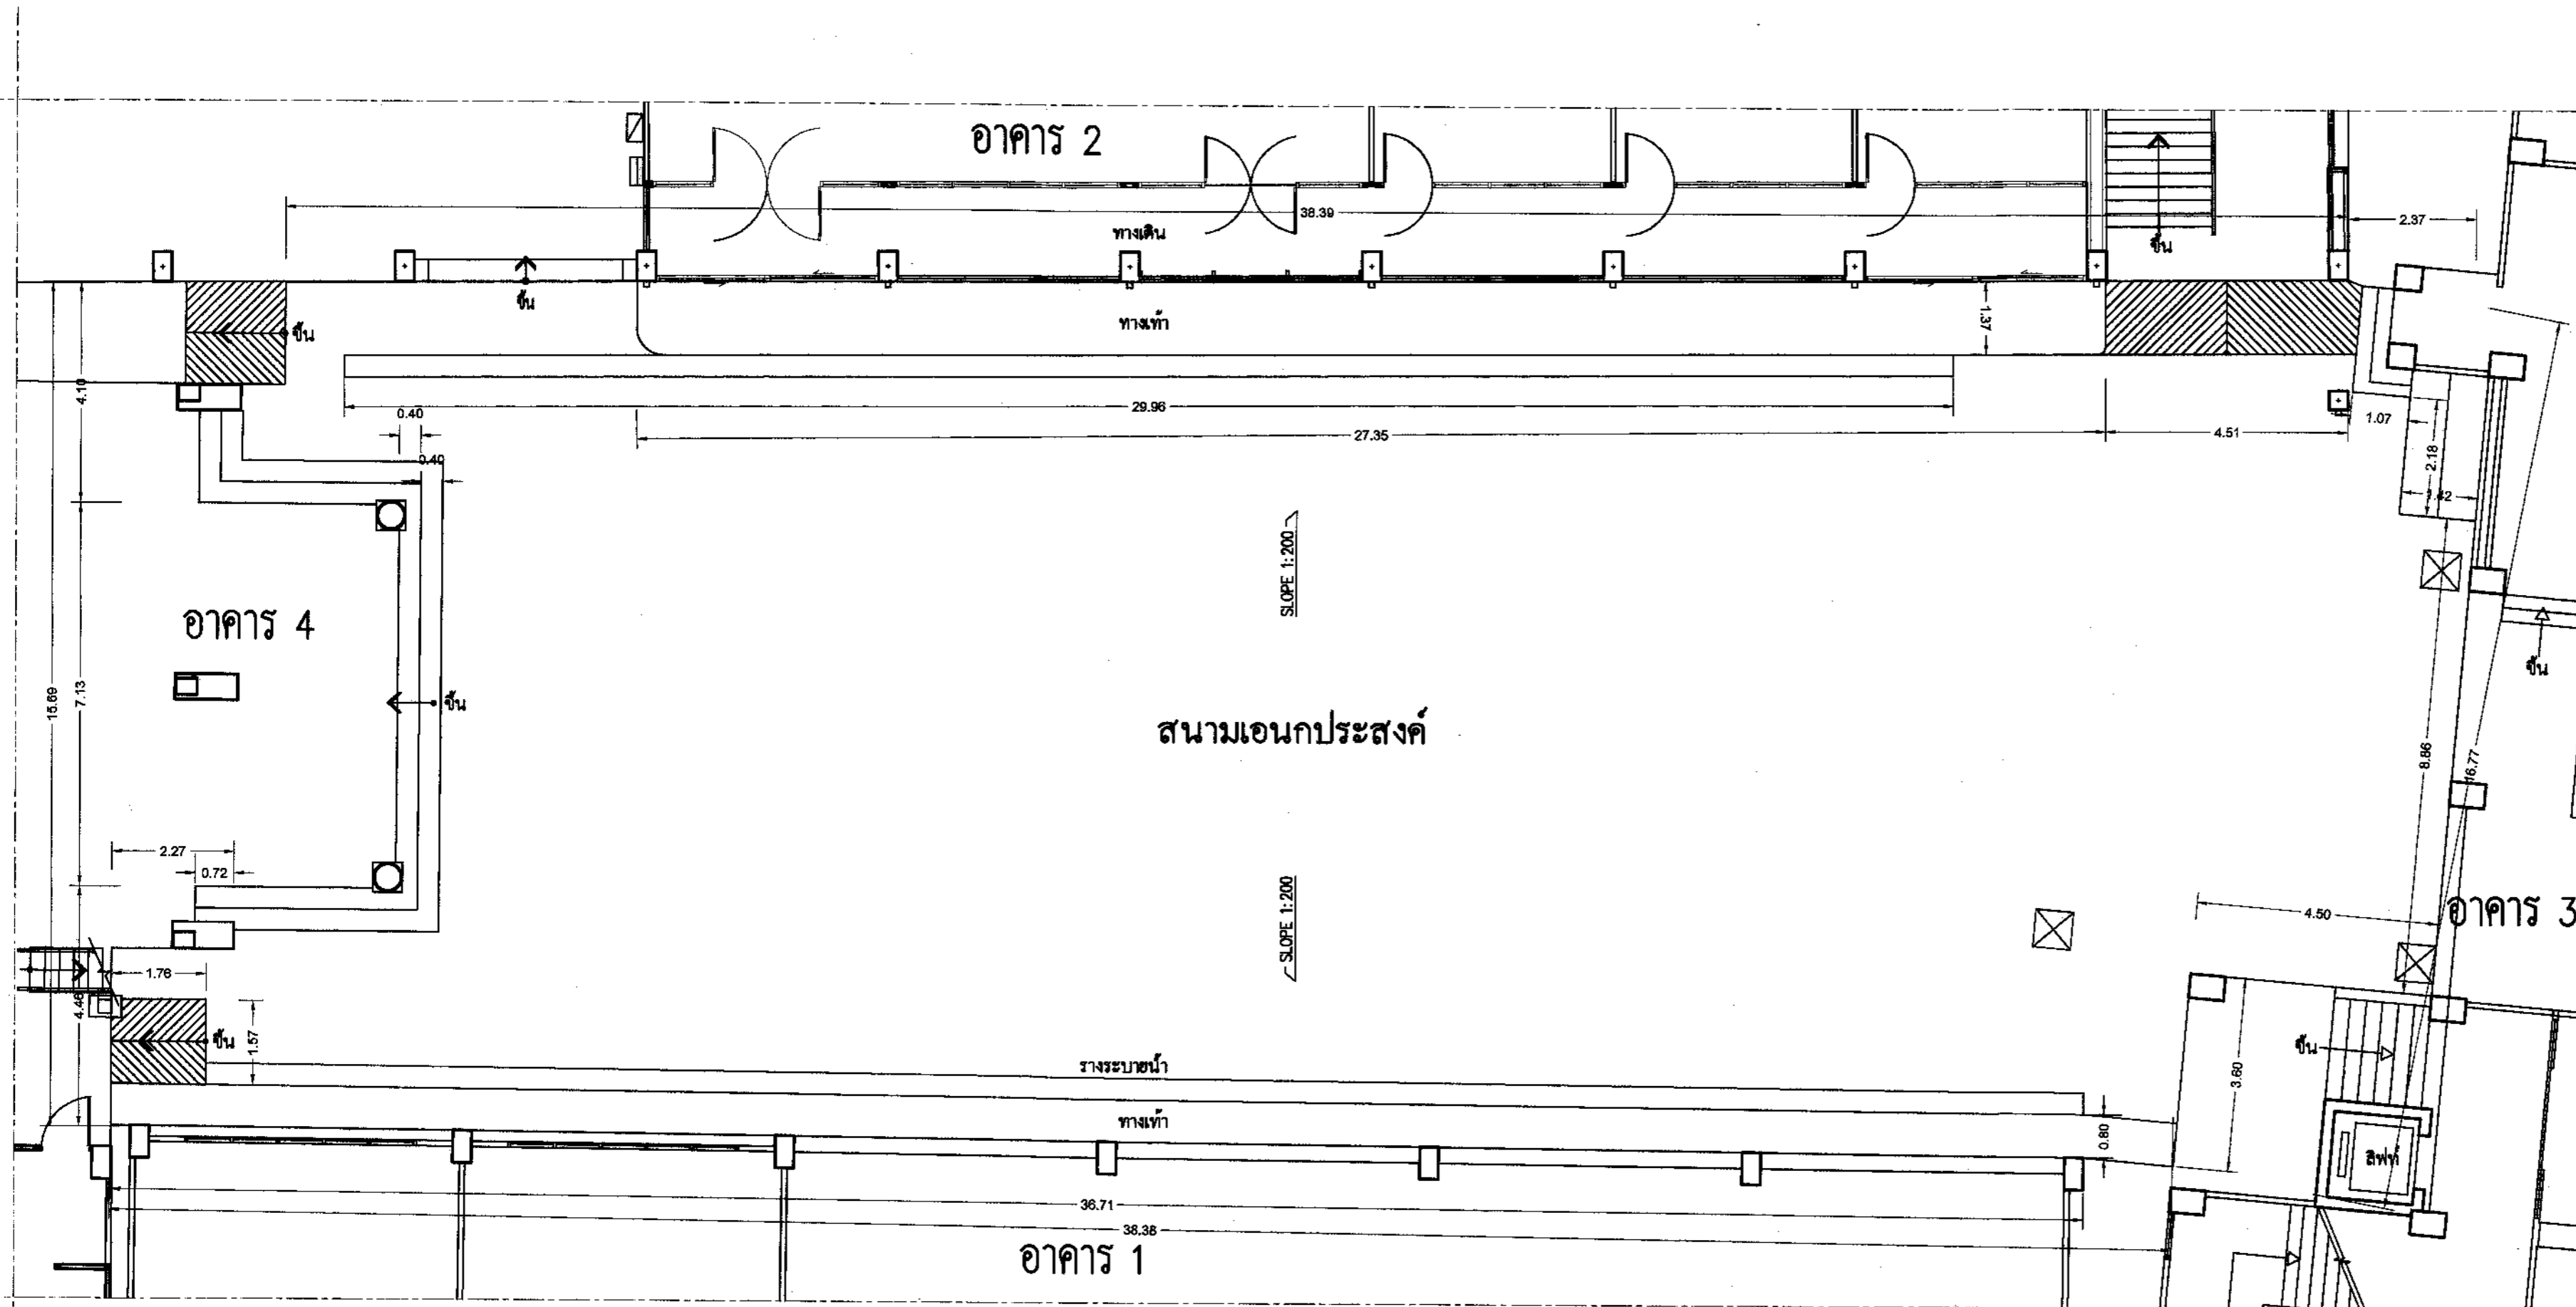 อาคาร 2
38.39
2.37
ทางเดิน
ขึ้น
ขึ้น
ทางเท้า
1.37
ขึ้น
4.10
29.96
0.40
27.35
4.51
1.07
0.40
2.18
1.42
SLOPE 1:200
อาคาร 4
15.69
7.13
ขึ้น
ขึ้น
สนามเอนกประสงค์
8.86
16.77
2.27
0.72
SLOPE 1:200
4.50
อาคาร 3
1.76
4.46
ขึ้น
1.57
รางระบายน้ำ
ทางเท้า
ขึ้น
3.60
0.80
ลิฟท์
36.71
38.38
อาคาร 1